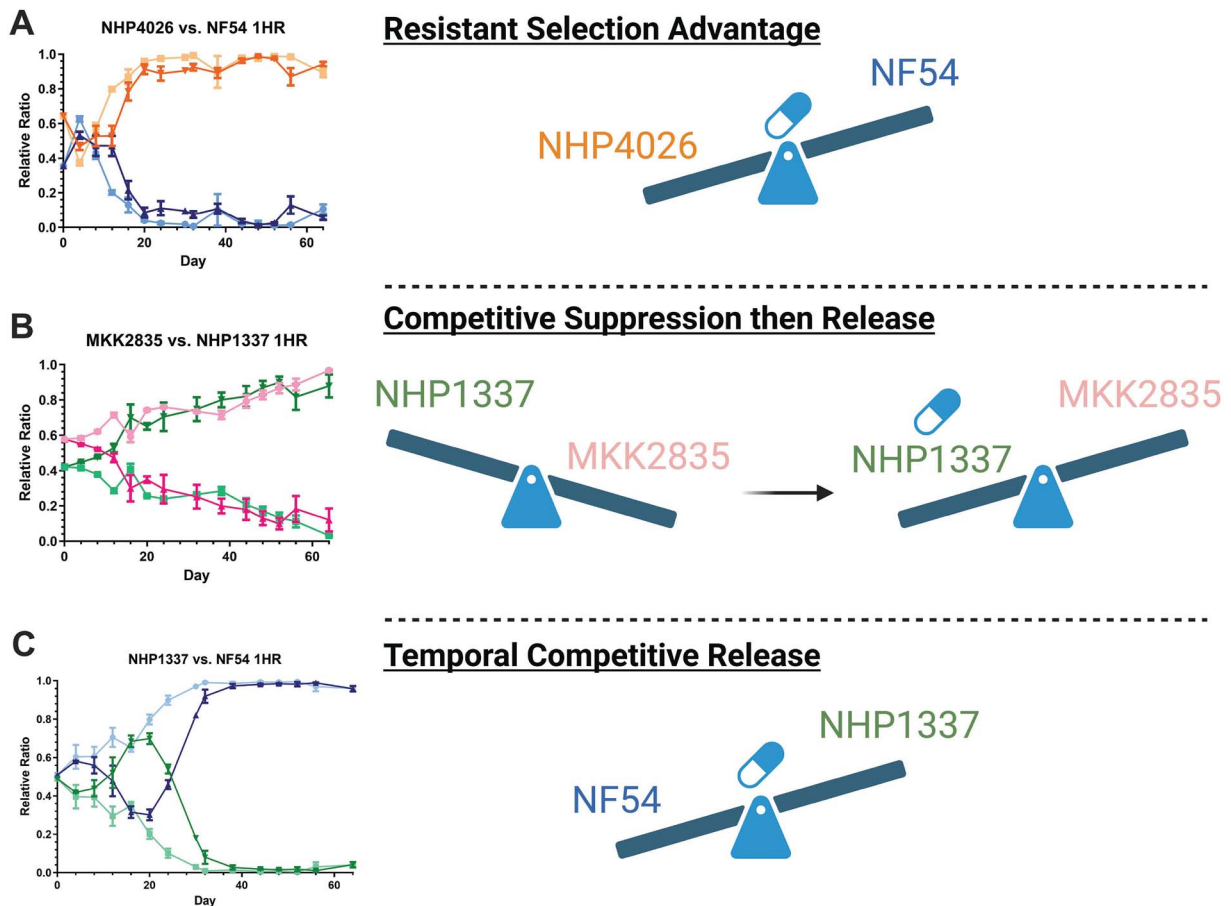 A
NHP4026 vs. NF54 1HR
Relative Ratio
1.0
0.8
0.6
0.4
0.2
0.0
0 20 40 60
Day
Resistant Selection Advantage
NF54
NHP4026
B
MKK2835 vs. NHP1337 1HR
Relative Ratio
1.0
0.8
0.6
0.4
0.2
0.0
0 20 40 60
Day
Competitive Suppression then Release
NHP1337
MKK2835
MKK2835
NHP1337
C
NHP1337 vs. NF54 1HR
Relative Ratio
1.0
0.8
0.6
0.4
0.2
0.0
0 20 40 60
Day
Temporal Competitive Release
NHP1337
NF54